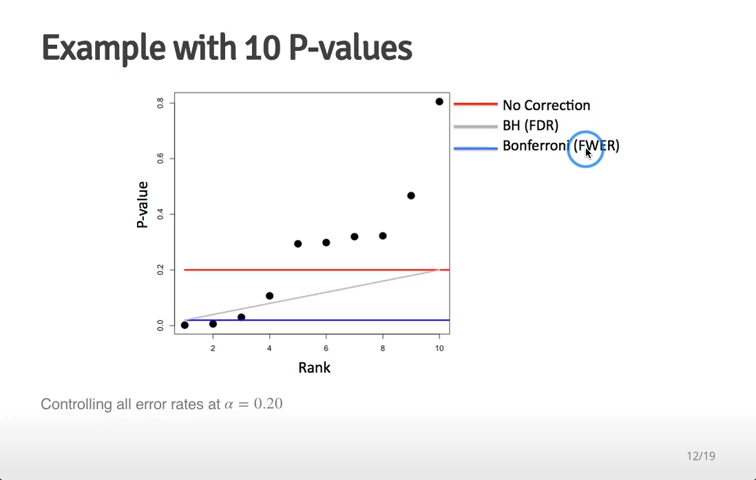 Example with 10 P-values
No Correction
BH (FDR)
Bonferroni (FWER)
P-value
0.8
0.6
0.4
0.2
0.0
2
4
6
8
10
Rank
Controlling all error rates at α = 0.20
12/19